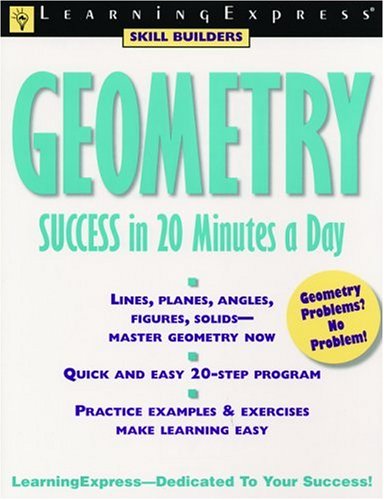 LEARNINGEXPRESS®
SKILL BUILDERS
GEOMETRY
SUCCESS in 20 Minutes a Day
LINES, PLANES, ANGLES,
FIGURES, SOLIDS—
MASTER GEOMETRY NOW
Geometry
Problems?
No
Problem!
QUICK AND EASY 20-STEP PROGRAM
PRACTICE EXAMPLES & EXERCISES
MAKE LEARNING EASY
LearningExpress—Dedicated To Your Success!